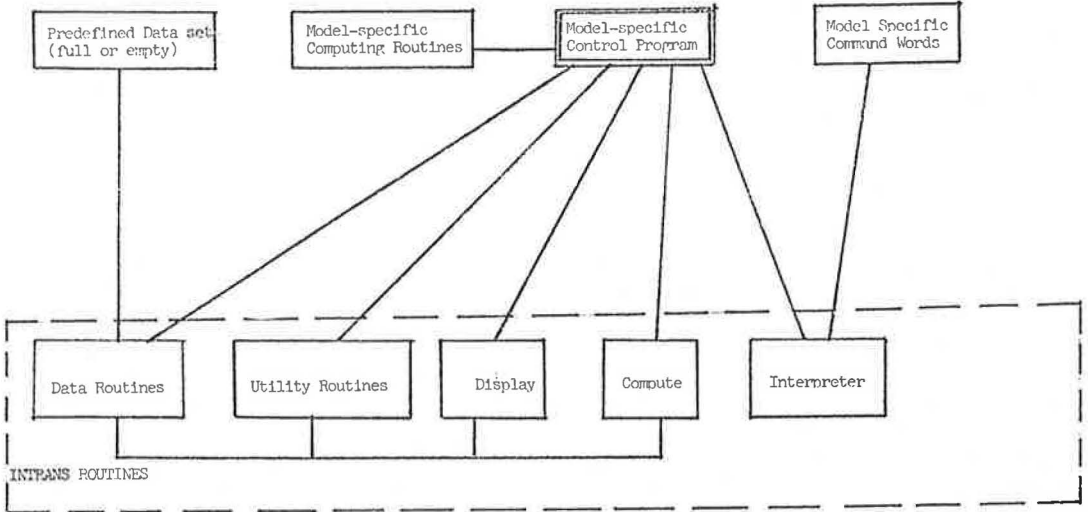 Predefined Data set
(full or empty)
Model-specific
Computing Routines
Model-specific
Control Program
Model Specific
Command Words
Data Routines
Utility Routines
Display
Compute
Interpreter
INTRANS ROUTINES